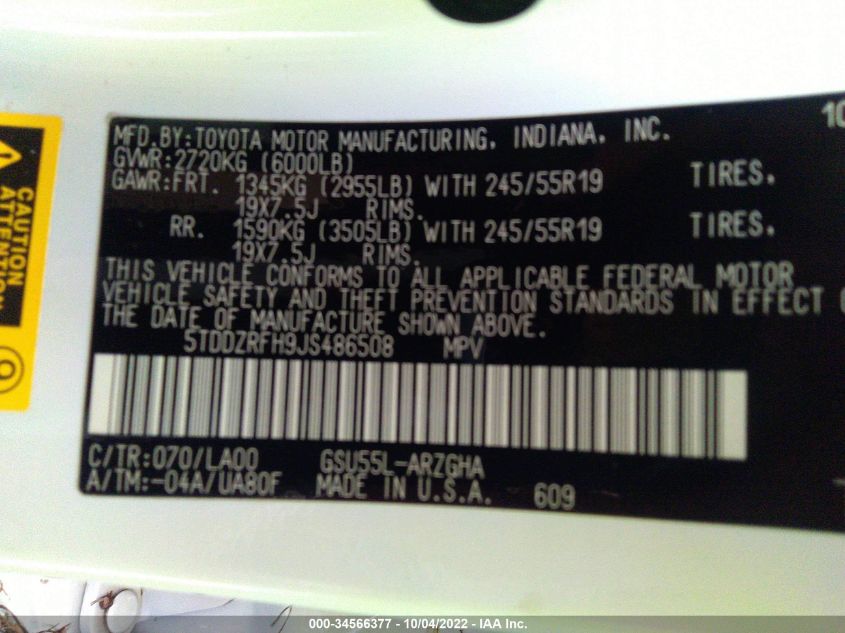 10
MFD.BY:TOYOTA MOTOR MANUFACTURING, INDIANA, INC.
GVWR:2720KG (6000LB)
GAWR:FRT. 1345KG (2955LB) WITH 245/55R19 TIRES.
19X7.5J RIMS.
RR. 1590KG (3505LB) WITH 245/55R19 TIRES.
19X7.5J RIMS.
THIS VEHICLE CONFORMS TO ALL APPLICABLE FEDERAL MOTOR
VEHICLE SAFETY AND THEFT PREVENTION STANDARDS IN EFFECT
THE DATE OF MANUFACTURE SHOWN ABOVE.
5TDDZRFH9JS486508 MPV
C/TR:070/LA00 GSU55L-ARZGHA
A/TM:-04A/UA80F MADE IN U.S.A. 609
CAUTION
ATTENTION
000-34566377 - 10/04/2022 - IAA Inc.